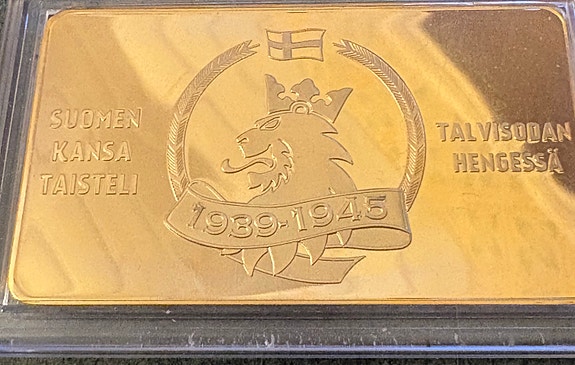 SUOMEN
KANSA
TAISTELI
1939-1945
TALVISODAN
HENGESSÄ